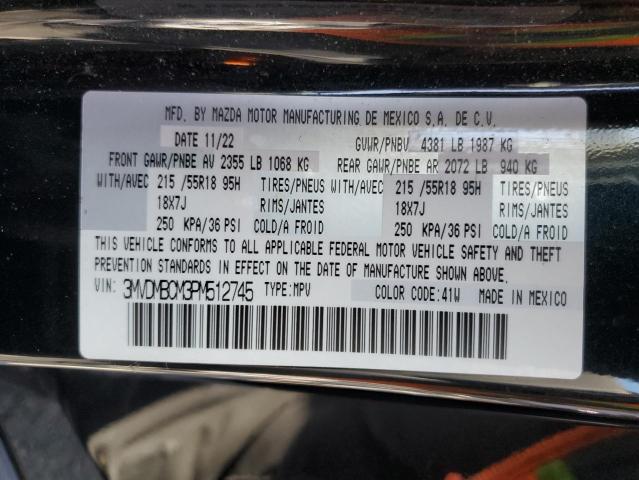 MFD. BY MAZDA MOTOR MANUFACTURING DE MEXICO S.A. DE C.V.
DATE 11/22 GVWR/PNBV 4381 LB 1987 KG
FRONT GAWR/PNBE AV 2355 LB 1068 KG REAR GAWR/PNBE AR 2072 LB 940 KG
WITH/AVEC 215 /55R18 95H TIRES/PNEUS WITH/AVEC 215 /55R18 95H TIRES/PNEUS
18X7J RIMS/JANTES 18X7J RIMS/JANTES
250 KPA/36 PSI COLD/A FROID 250 KPA/36 PSI COLD/A FROID
THIS VEHICLE CONFORMS TO ALL APPLICABLE FEDERAL MOTOR VEHICLE SAFETY AND THEFT
PREVENTION STANDARDS IN EFFECT ON THE DATE OF MANUFACTURE SHOWN ABOVE.
VIN: 3MVDMBCM3PM512745 TYPE:MPV COLOR CODE:41W MADE IN MEXICO